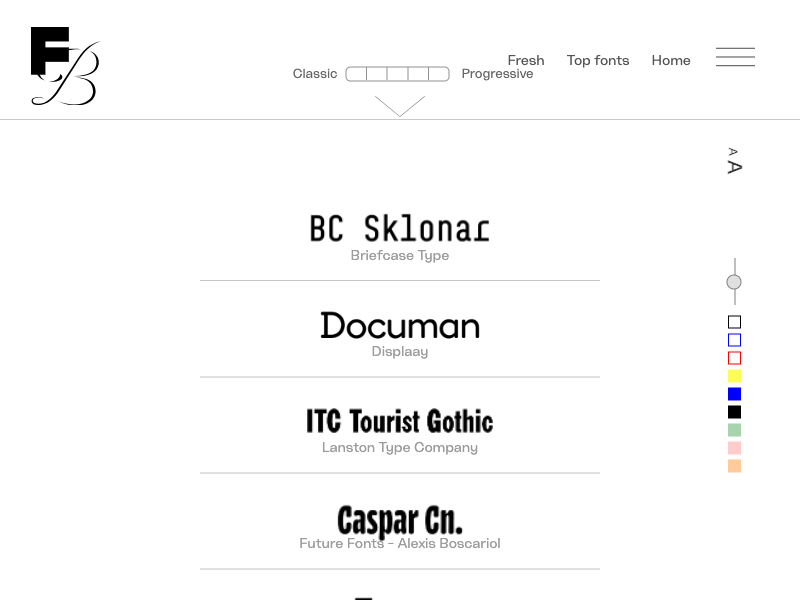 FB
Classic
Progressive
Fresh
Top fonts
Home
A
A
BC Sklonar
Briefcase Type
Documan
Displaay
ITC Tourist Gothic
Lanston Type Company
Caspar Cn.
Future Fonts - Alexis Boscariol